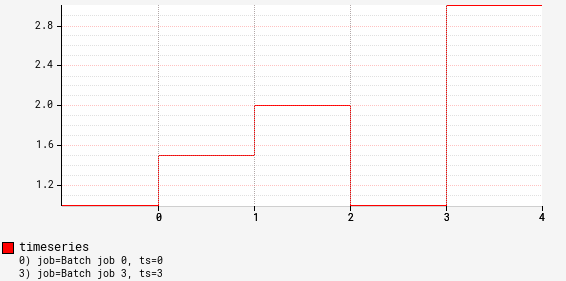 2.8
2.4
2.0
1.6
1.2
0 1 2 3 4
timeseries
0) job=Batch job 0, ts=0
3) job=Batch job 3, ts=3